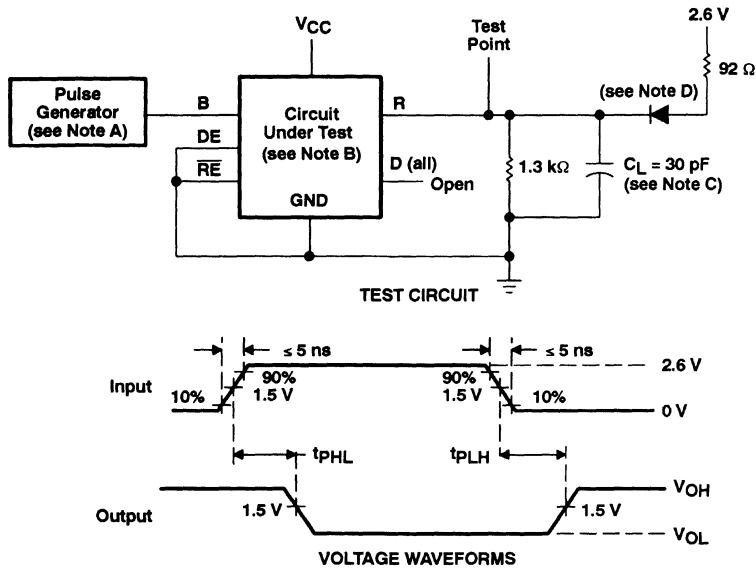 2.6 V
VCC
Test
Point
92 Ω
Pulse
Generator
(see Note A)
B
Circuit
Under Test
(see Note B)
R
(see Note D)
DE
RE
D (all)
Open
1.3 kΩ
CL = 30 pF
(see Note C)
GND
TEST CIRCUIT
≤ 5 ns
≤ 5 ns
2.6 V
Input
10%
90%
1.5 V
90%
1.5 V
10%
0 V
tPHL
tPLH
VOH
Output
1.5 V
1.5 V
VOL
VOLTAGE WAVEFORMS